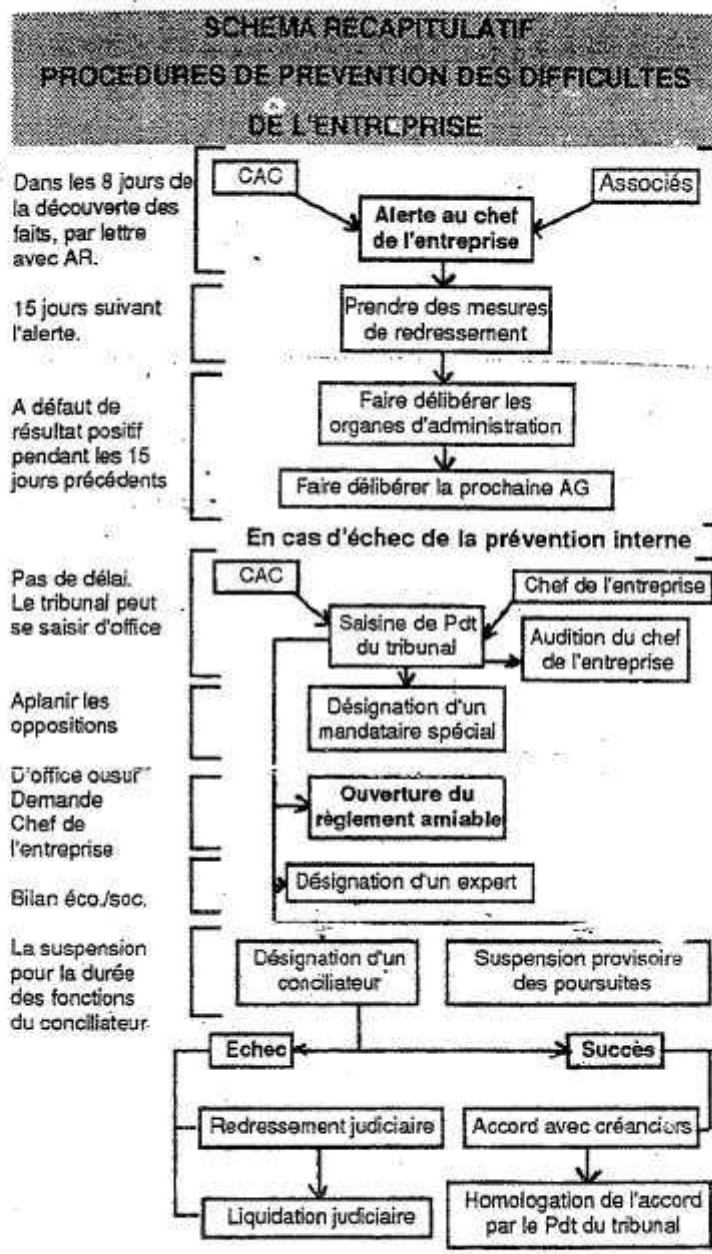 SCHEMA RECAPITULATIF
PROCEDURES DE PREVENTION DES DIFFICULTES
DE L'ENTREPRISE
Dans les 8 jours de
la découverte des
faits, par lettre
avec AR.
CAC
Associés
Alerte au chef
de l'entreprise
15 jours suivant
l'alerte.
Prendre des mesures
de redressement
A défaut de
résultat positif
pendant les 15
jours précédents
Faire délibérer les
organes d'administration
Faire délibérer la prochaine AG
En cas d'échec de la prévention interne
Pas de délai.
Le tribunal peut
se saisir d'office
CAC
Chef de l'entreprise
Saisine de Pdt
du tribunal
Audition du chef
de l'entreprise
Aplanir les
oppositions
Désignation d'un
mandataire spécial
D'office ousur
Demande
Chef de
l'entreprise
Ouverture du
règlement amiable
Bilan éco./soc.
Désignation d'un expert
La suspension
pour la durée
des fonctions
du conciliateur
Désignation d'un
conciliateur
Suspension provisoire
des poursuites
Echec
Succès
Redressement judiciaire
Accord avec créanciers
Liquidation judiciaire
Homologation de l'accord
par le Pdt du tribunal